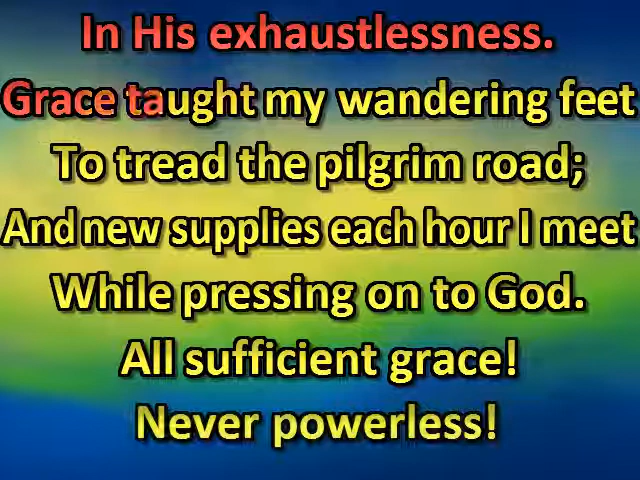 In His exhaustlessness.
Grace taught my wandering feet
To tread the pilgrim road;
And new supplies each hour I meet
While pressing on to God.
All sufficient grace!
Never powerless!